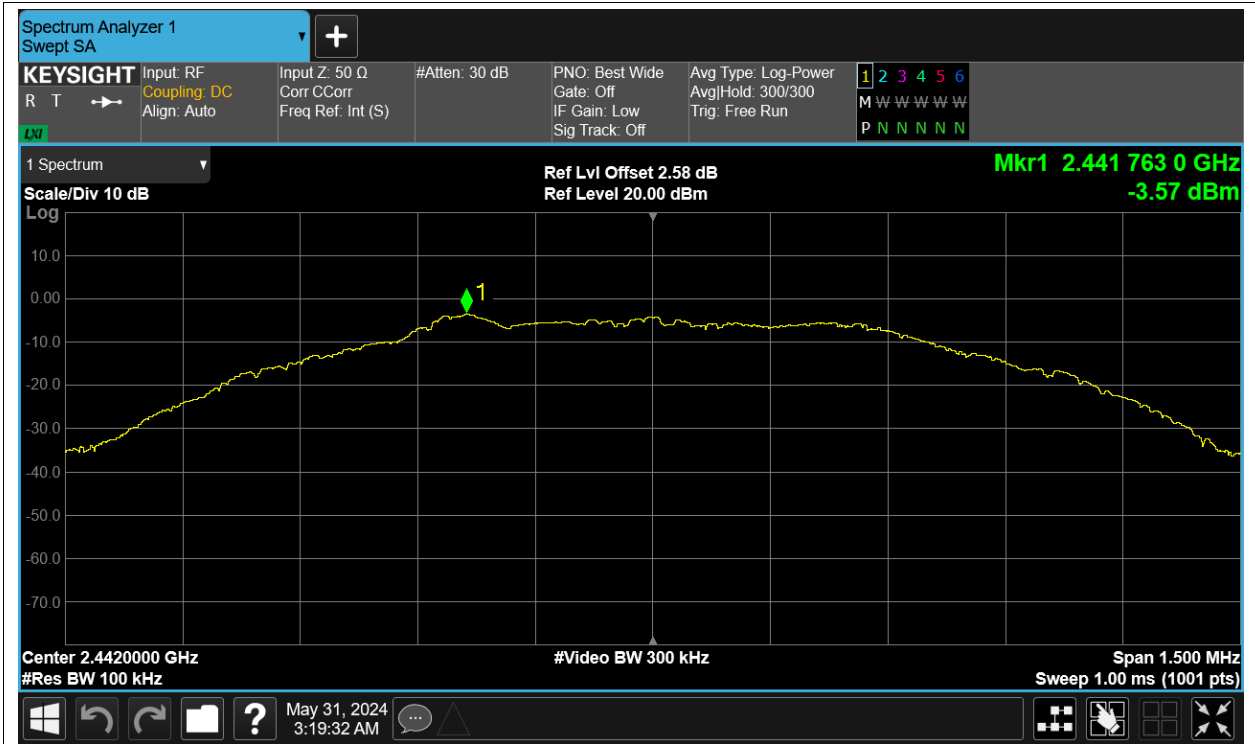 Spectrum Analyzer 1
Swept SA
KEYSIGHT
R T
LXI
Input: RF
Coupling: DC
Align: Auto
Input Z: 50 Ω
Corr CCorr
Freq Ref: Int (S)
#Atten: 30 dB
PNO: Best Wide
Gate: Off
IF Gain: Low
Sig Track: Off
Avg Type: Log-Power
Avg|Hold: 300/300
Trig: Free Run
1 2 3 4 5 6
M W W W W W W
P N N N N N N
1 Spectrum
Scale/Div 10 dB
Log
Ref Lvl Offset 2.58 dB
Ref Level 20.00 dBm
Mkr1 2.441 763 0 GHz
-3.57 dBm
1
10.0
0.00
-10.0
-20.0
-30.0
-40.0
-50.0
-60.0
-70.0
Center 2.4420000 GHz
#Video BW 300 kHz
Span 1.500 MHz
#Res BW 100 kHz
Sweep 1.00 ms (1001 pts)
?
May 31, 2024
3:19:32 AM